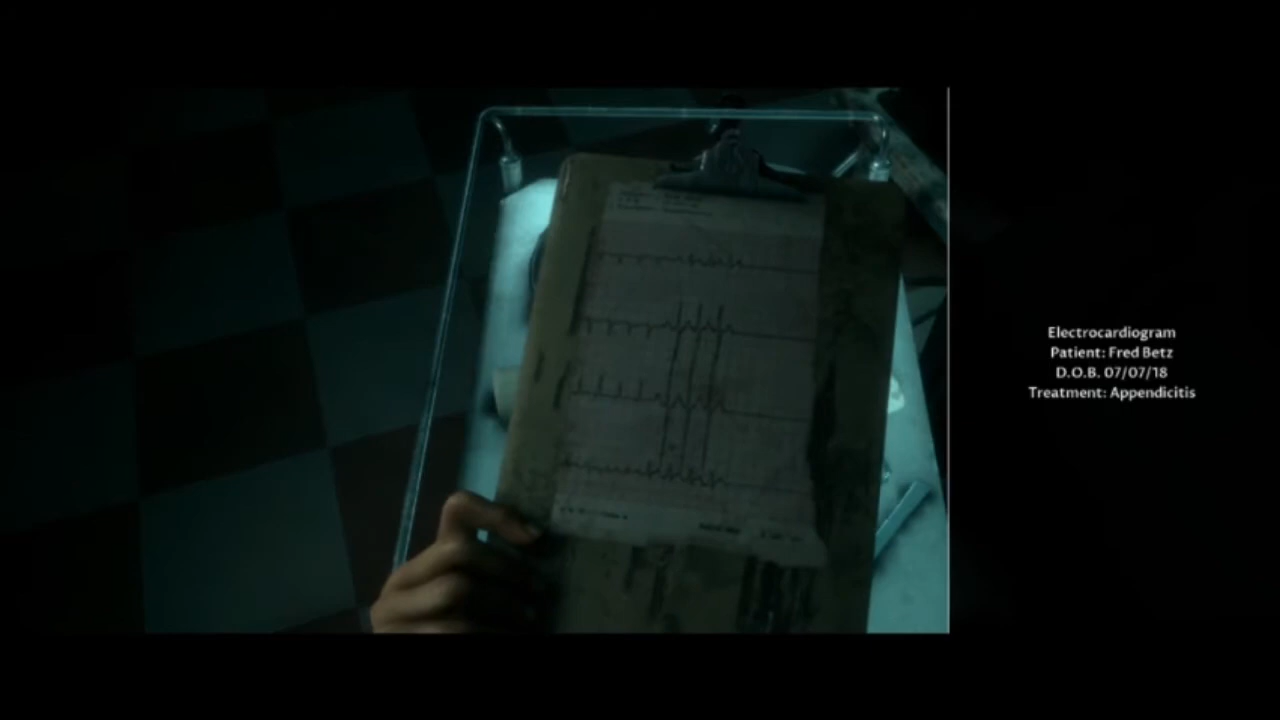 Electrocardiogram
Patient: Fred Betz
D.O.B. 07/07/18
Treatment: Appendicitis